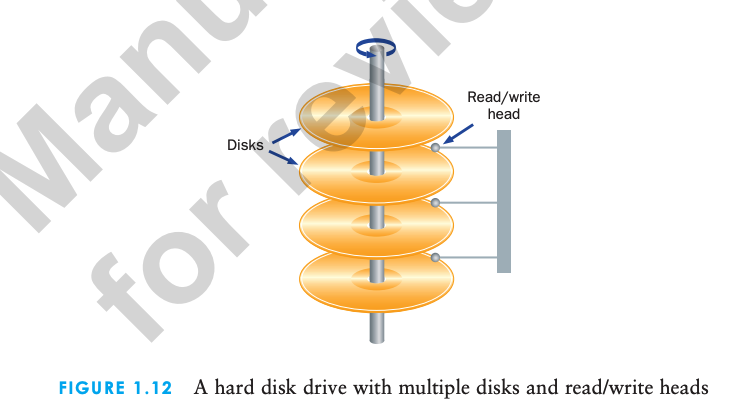 Manu
for review
Read/write
head
Disks
FIGURE 1.12 A hard disk drive with multiple disks and read/write heads